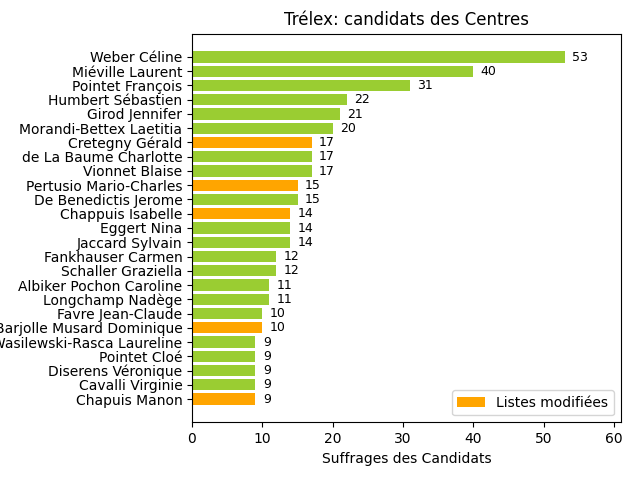 Trélex: candidats des Centres
Weber Céline 53
Miéville Laurent 40
Pointet François 31
Humbert Sébastien 22
Girod Jennifer 21
Morandi-Bettex Laetitia 20
Cretegny Gérald 17
de La Baume Charlotte 17
Vionnet Blaise 17
Pertusio Mario-Charles 15
De Benedictis Jerome 15
Chappuis Isabelle 14
Eggert Nina 14
Jaccard Sylvain 14
Fankhauser Carmen 12
Schaller Graziella 12
Albiker Pochon Caroline 11
Longchamp Nadège 11
Favre Jean-Claude 10
Barjolle Musard Dominique 10
Wasilewski-Rasca Laureline 9
Pointet Cloé 9
Diserens Véronique 9
Cavalli Virginie 9
Chapuis Manon 9
Listes modifiées
0 10 20 30 40 50 60
Suffrages des Candidats